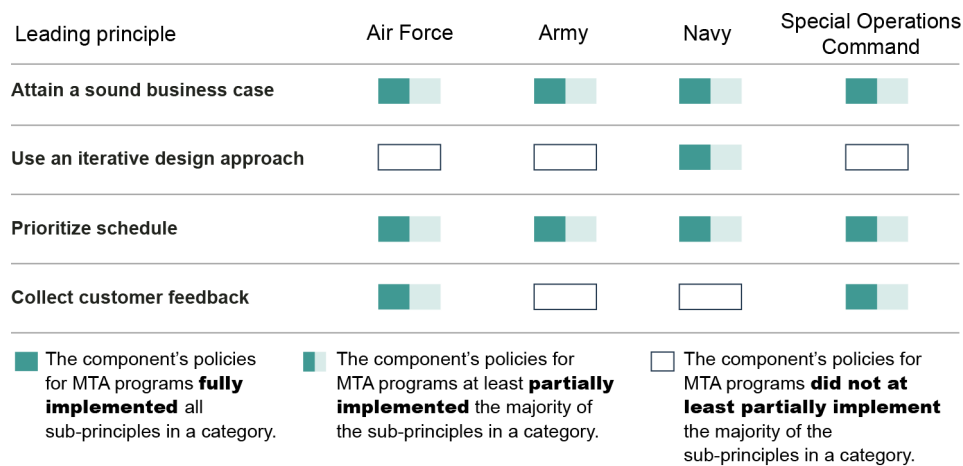 Leading principle Air Force Army Navy Special Operations
Command
Attain a sound business case
Use an iterative design approach
Prioritize schedule
Collect customer feedback
The component’s policies
for MTA programs fully
implemented all
sub-principles in a category.
The component’s policies for
MTA programs at least partially
implemented the majority of
the sub-principles in a category.
The component’s policies for
MTA programs did not at
least partially implement
the majority of the
sub-principles in a category.